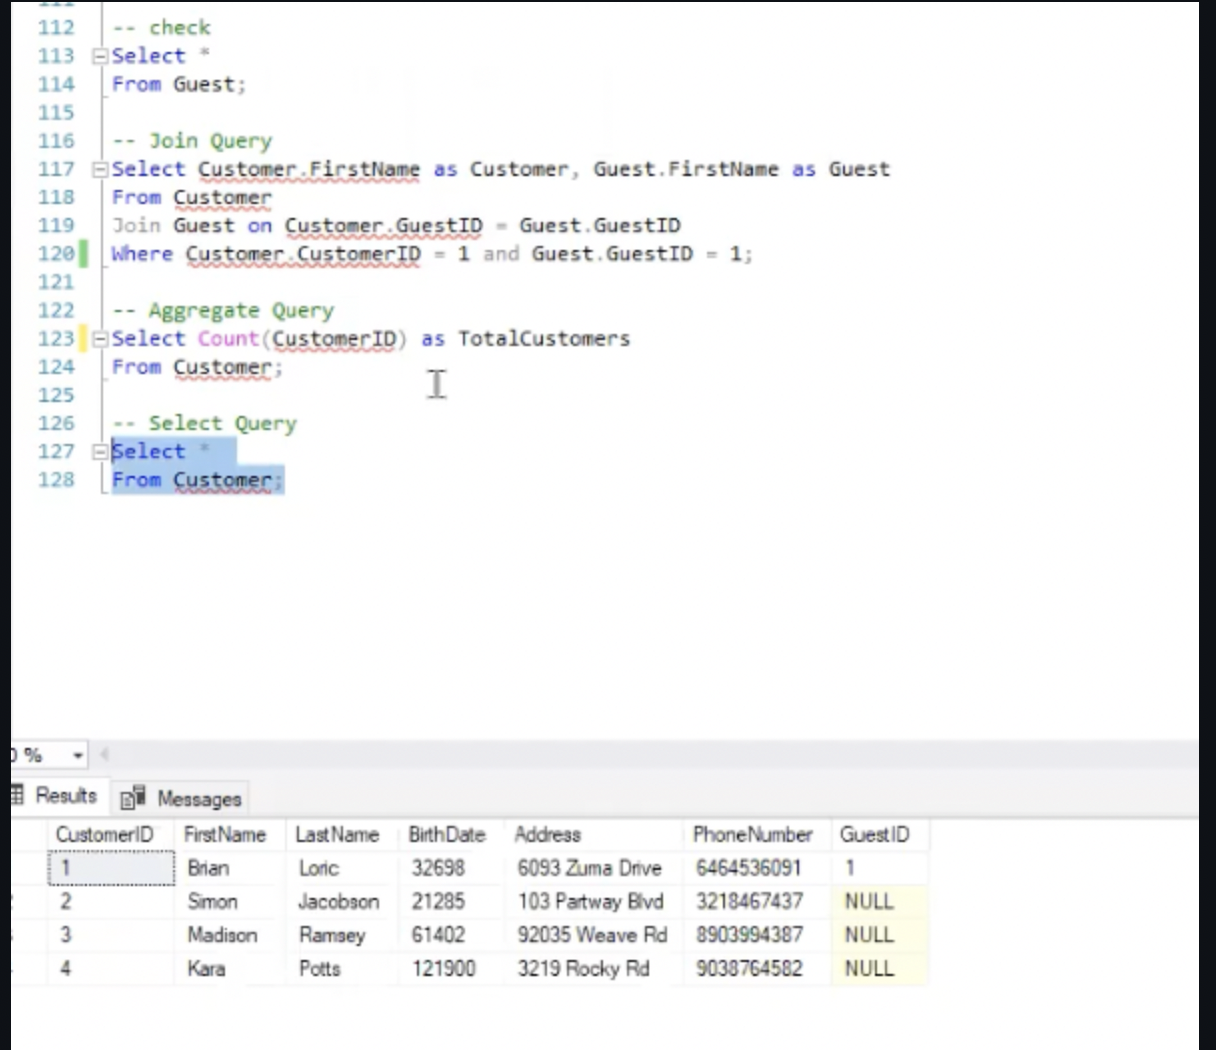 112 -- check
113 Select *
114 From Guest;
115
116 -- Join Query
117 Select Customer.FirstName as Customer, Guest.FirstName as Guest
118 From Customer
119 Join Guest on Customer.GuestID = Guest.GuestID
120 Where Customer.CustomerID = 1 and Guest.GuestID = 1;
121
122 -- Aggregate Query
123 Select Count(CustomerID) as TotalCustomers
124 From Customer;
125
126 -- Select Query
127 Select *
128 From Customer;
%
Results Messages
CustomerID FirstName LastName BirthDate Address PhoneNumber GuestID
1 Brian Loric 32698 6093 Zuma Drive 6464536091 1
2 Simon Jacobson 21285 103 Partway Blvd 3218467437 NULL
3 Madison Ramsey 61402 92035 Weave Rd 8903994387 NULL
4 Kara Potts 121900 3219 Rocky Rd 9038764582 NULL